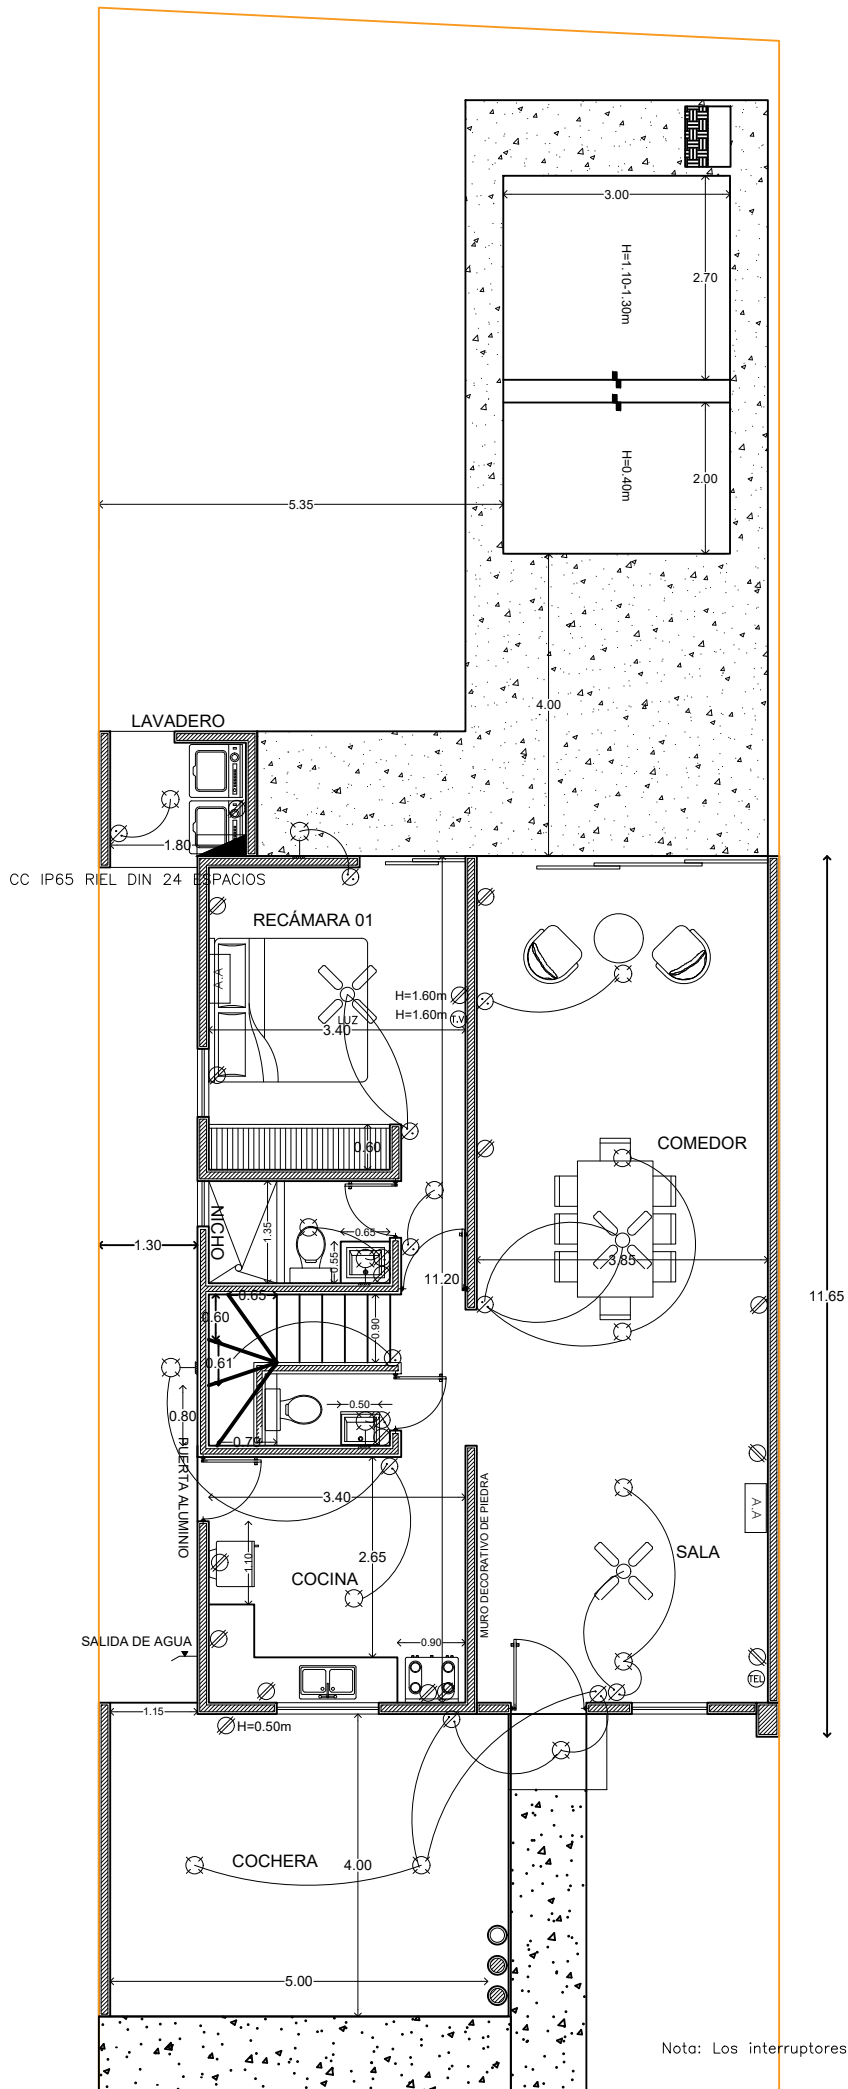 3.00
H=1.10-1.30m
2.70
H=0.40m
2.00
5.35
4.00
LAVADERO
1.80
CC IP65 RIEL DIN 24 ESPACIOS
RECÁMARA 01
A.A
H=1.60m
H=1.60m
T.V
LUZ
3.40
0.60
COMEDOR
NICHO
1.35
0.65
0.55
1.30
11.20
3.85
11.65
0.65
0.60
0.90
0.61
0.50
0.80
0.79
PUERTA ALUMINIO
3.40
MURO DECORATIVO DE PIEDRA
A.A
2.65
1.10
COCINA
SALA
SALIDA DE AGUA
0.90
TEL
1.15
H=0.50m
COCHERA
4.00
5.00
Nota: Los interruptores